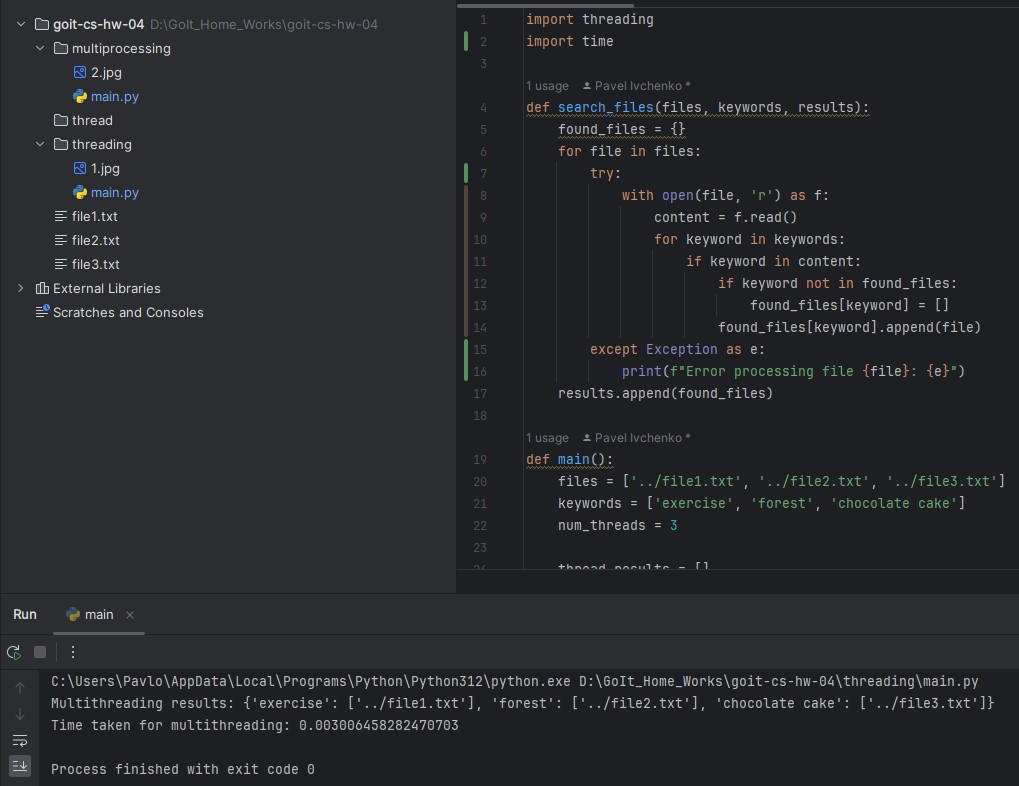 goit-cs-hw-04 D:\GoIt_Home_Works\goit-cs-hw-04
multiprocessing
2.jpg
main.py
thread
threading
1.jpg
main.py
file1.txt
file2.txt
file3.txt
External Libraries
Scratches and Consoles
1 import threading
2 import time
3
1 usage Pavel Ivchenko *
4 def search_files(files, keywords, results):
5 found_files = {}
6 for file in files:
7 try:
8 with open(file, 'r') as f:
9 content = f.read()
10 for keyword in keywords:
11 if keyword in content:
12 if keyword not in found_files:
13 found_files[keyword] = []
14 found_files[keyword].append(file)
15 except Exception as e:
16 print(f"Error processing file {file}: {e}")
17 results.append(found_files)
18
1 usage Pavel Ivchenko *
19 def main():
20 files = ['../file1.txt', '../file2.txt', '../file3.txt']
21 keywords = ['exercise', 'forest', 'chocolate cake']
22 num_threads = 3
23
24 thread_results = []
Run main
C:\Users\Pavlo\AppData\Local\Programs\Python\Python312\python.exe D:\GoIt_Home_Works\goit-cs-hw-04\threading\main.py
Multithreading results: {'exercise': ['../file1.txt'], 'forest': ['../file2.txt'], 'chocolate cake': ['../file3.txt']}
Time taken for multithreading: 0.003006458282470703
Process finished with exit code 0